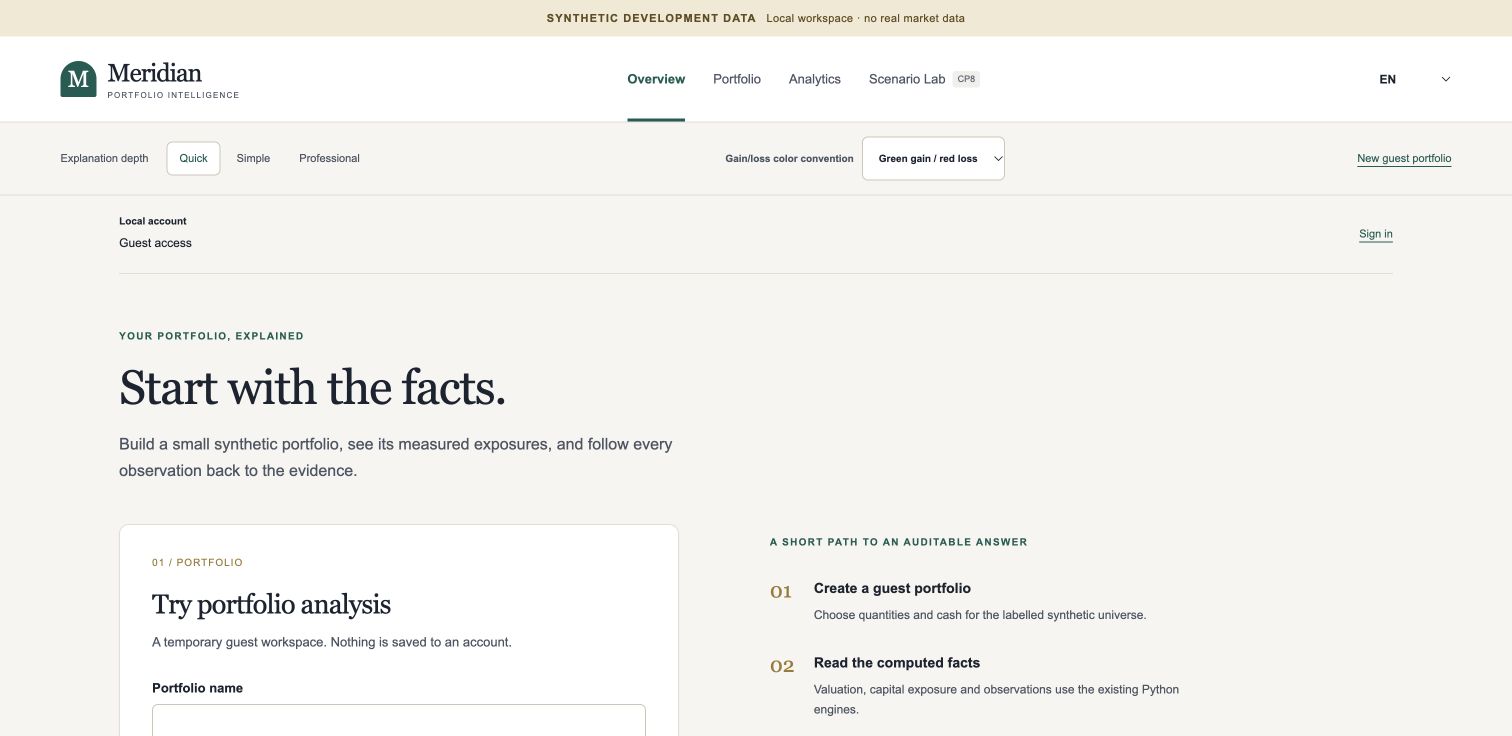 SYNTHETIC DEVELOPMENT DATA Local workspace · no real market data
M
Meridian
PORTFOLIO INTELLIGENCE
Overview
Portfolio
Analytics
Scenario Lab CP8
EN
Explanation depth
Quick
Simple
Professional
Gain/loss color convention
Green gain / red loss
New guest portfolio
Local account
Guest access
Sign in
YOUR PORTFOLIO, EXPLAINED
Start with the facts.
Build a small synthetic portfolio, see its measured exposures, and follow every
observation back to the evidence.
01 / PORTFOLIO
Try portfolio analysis
A temporary guest workspace. Nothing is saved to an account.
Portfolio name
A SHORT PATH TO AN AUDITABLE ANSWER
01
Create a guest portfolio
Choose quantities and cash for the labelled synthetic universe.
02
Read the computed facts
Valuation, capital exposure and observations use the existing Python
engines.